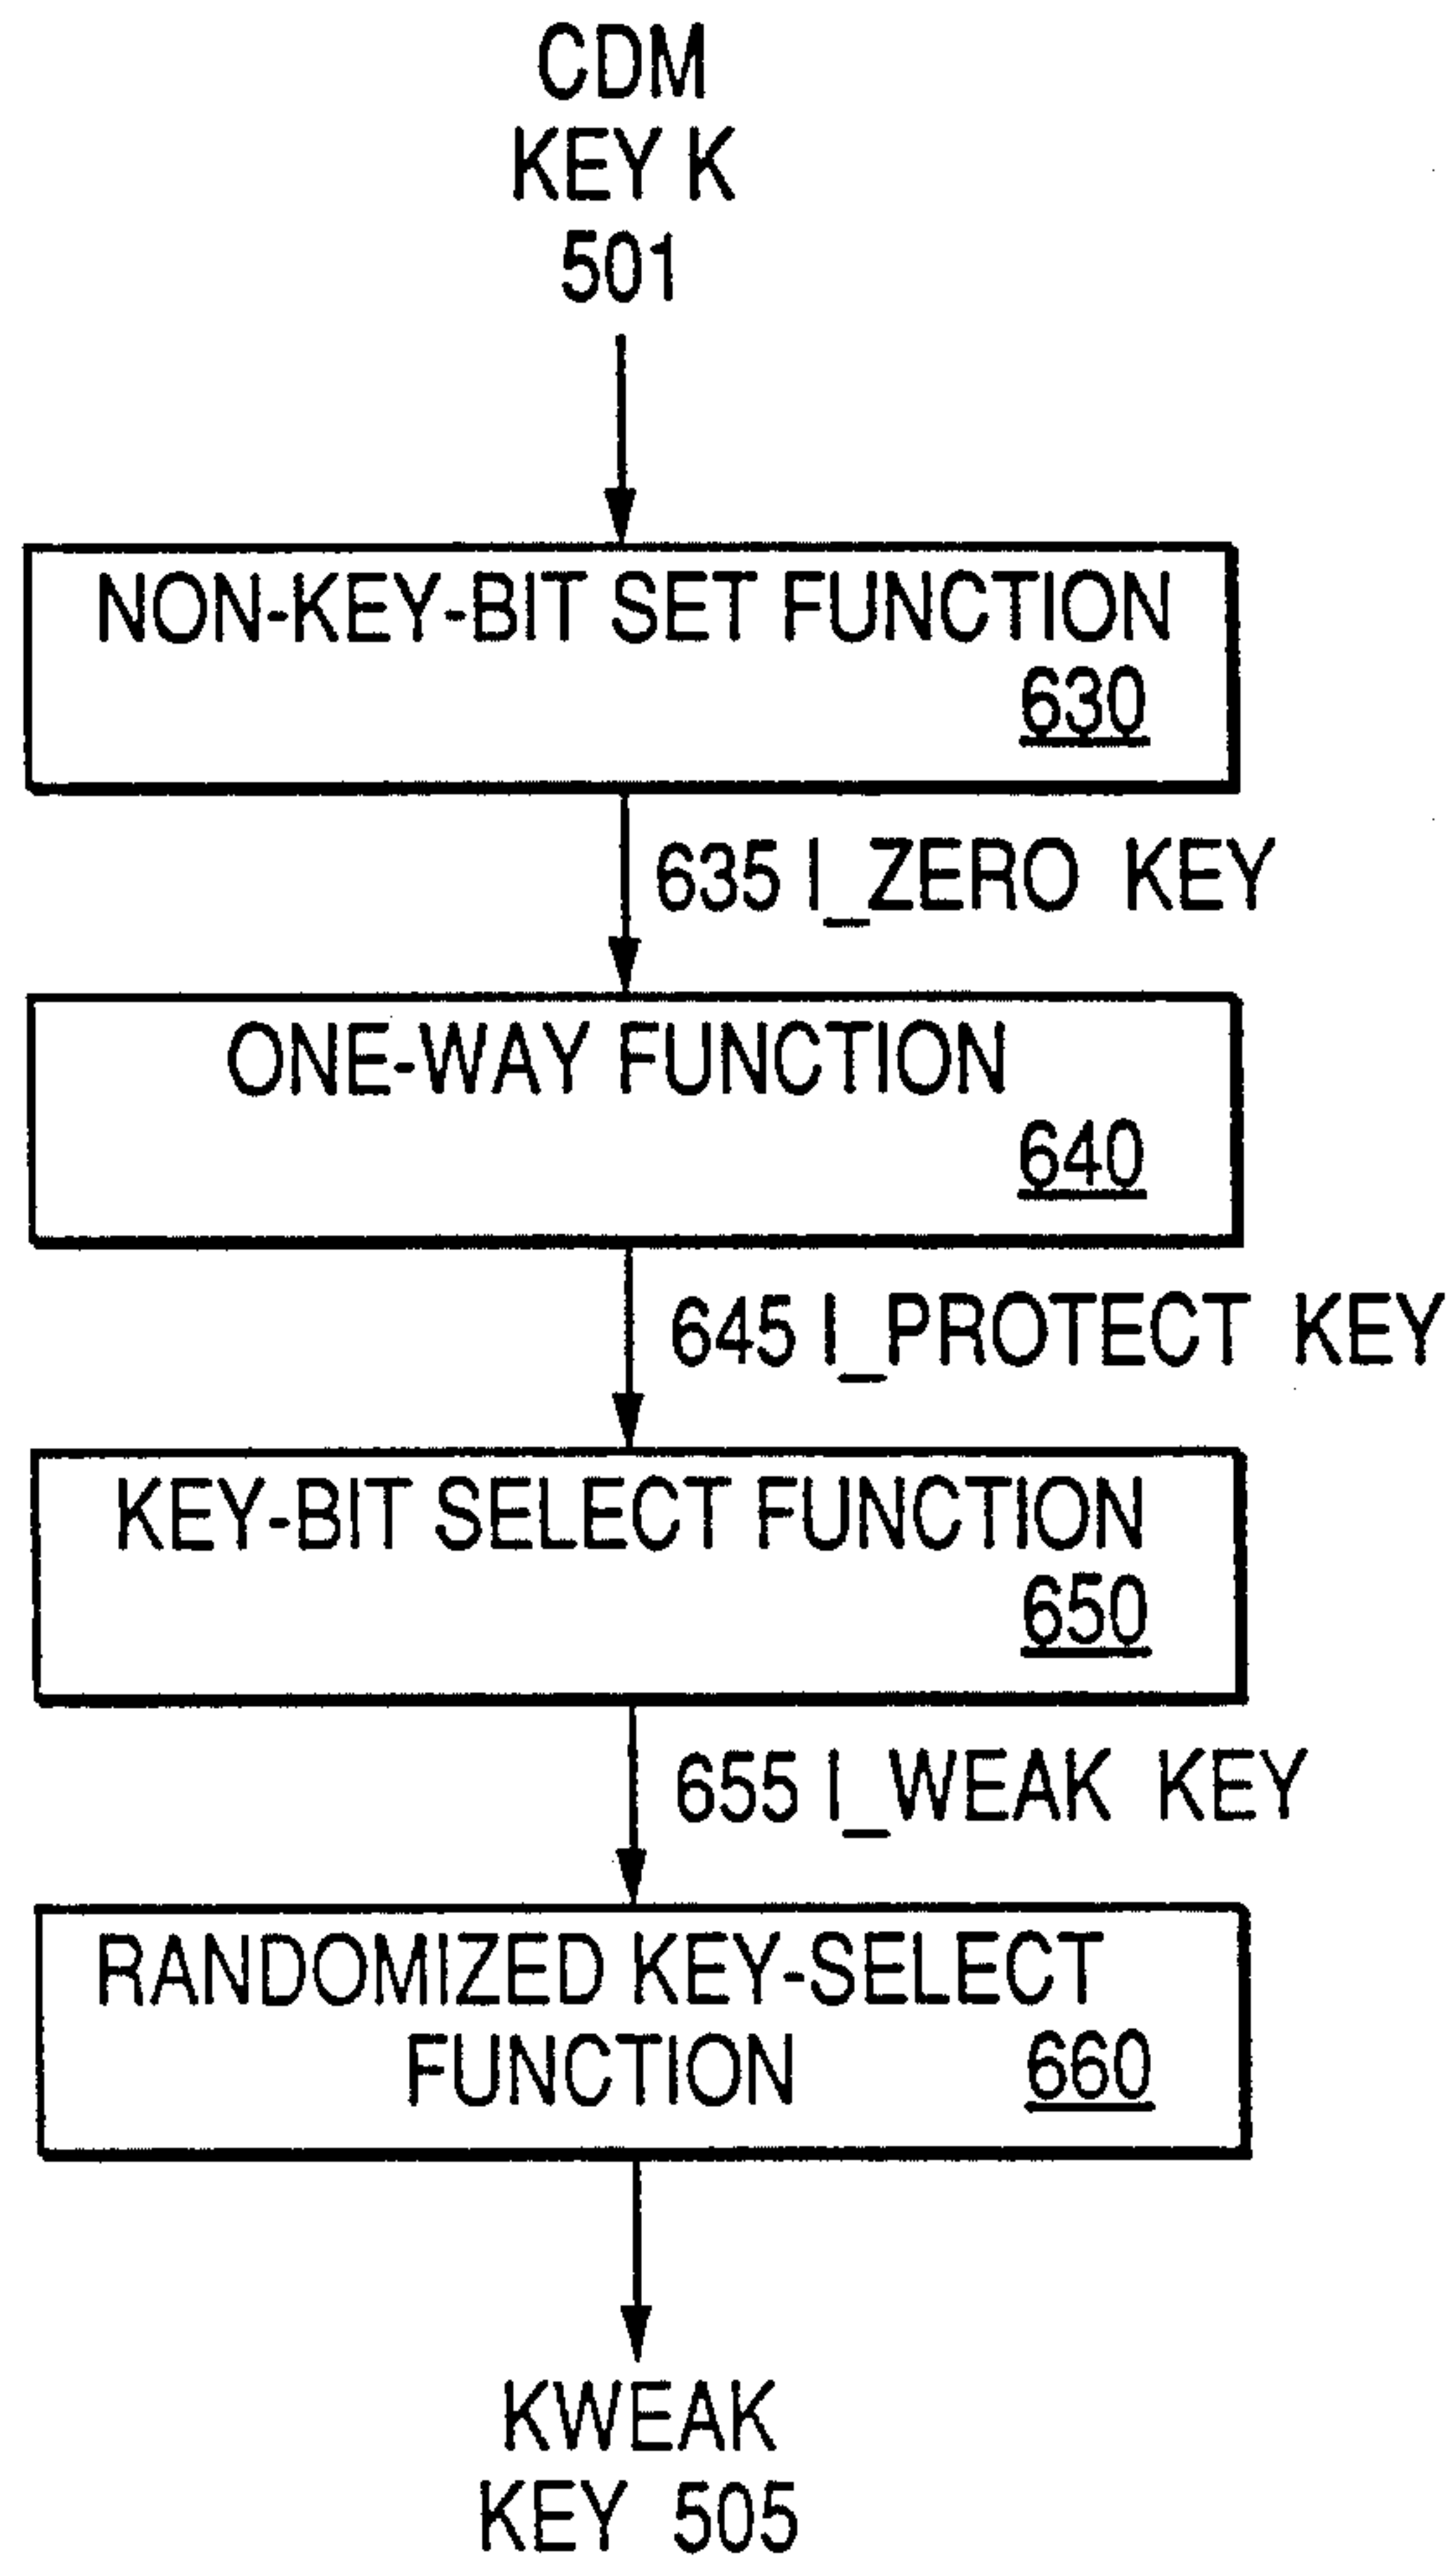 CDM
KEY K
501
NON-KEY-BIT SET FUNCTION
630
635 I_ZERO KEY
ONE-WAY FUNCTION
640
645 I_PROTECT KEY
KEY-BIT SELECT FUNCTION
650
655 I_WEAK KEY
RANDOMIZED KEY-SELECT
FUNCTION 660
KWEAK
KEY 505